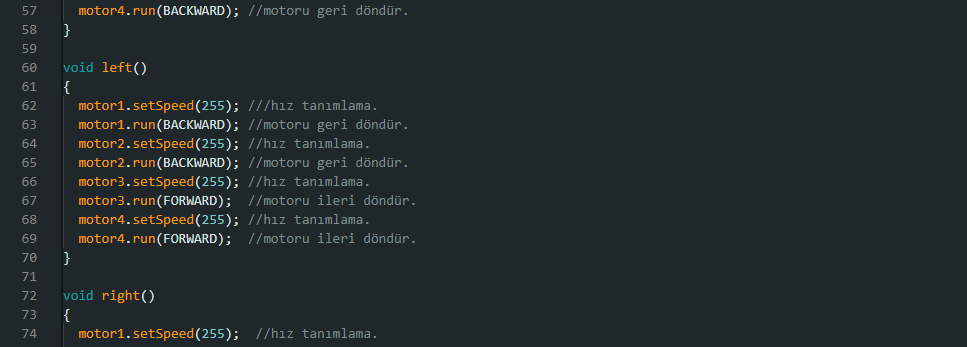 57 motor4.run(BACKWARD); //motoru geri döndür.
58 }
59
60 void left()
61 {
62 motor1.setSpeed(255); ///hız tanımlama.
63 motor1.run(BACKWARD); //motoru geri döndür.
64 motor2.setSpeed(255); //hız tanımlama.
65 motor2.run(BACKWARD); //motoru geri döndür.
66 motor3.setSpeed(255); //hız tanımlama.
67 motor3.run(FORWARD);  //motoru ileri döndür.
68 motor4.setSpeed(255); //hız tanımlama.
69 motor4.run(FORWARD);  //motoru ileri döndür.
70 }
71
72 void right()
73 {
74 motor1.setSpeed(255);  //hız tanımlama.